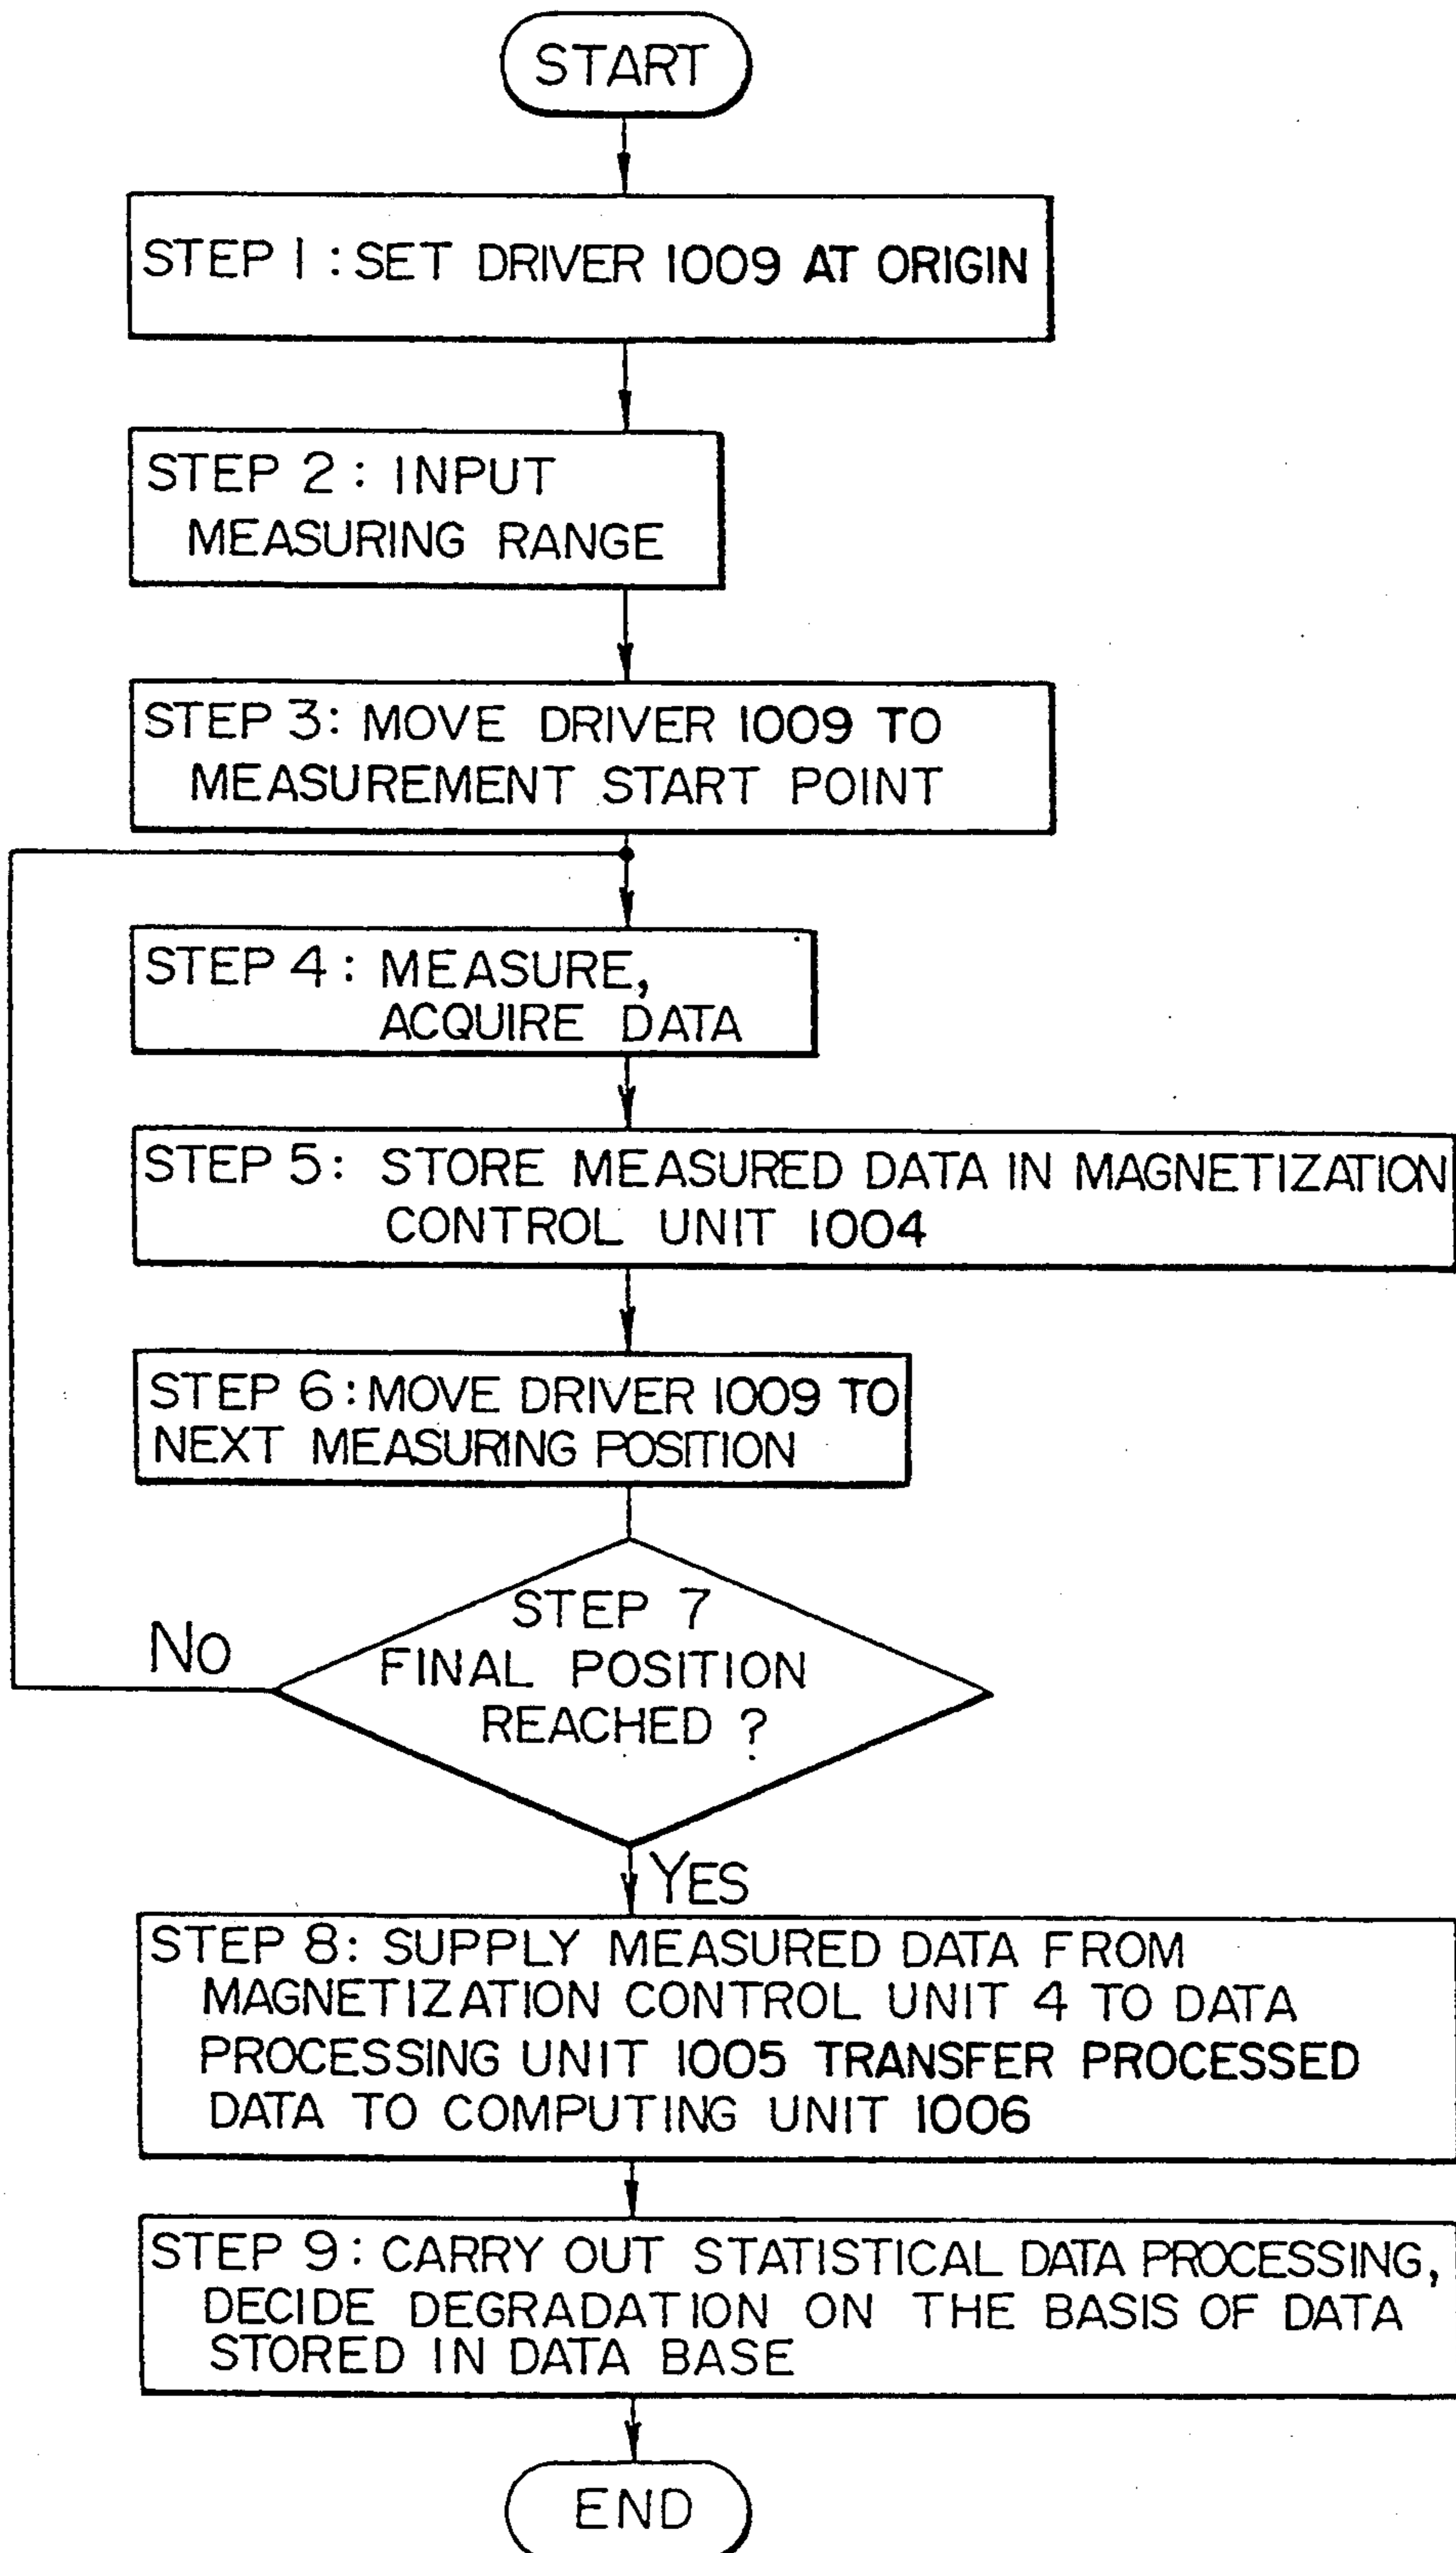 START
STEP 1 : SET DRIVER 1009 AT ORIGIN
STEP 2 : INPUT
MEASURING RANGE
STEP 3: MOVE DRIVER 1009 TO
MEASUREMENT START POINT
STEP 4 : MEASURE,
ACQUIRE DATA
STEP 5: STORE MEASURED DATA IN MAGNETIZATION
CONTROL UNIT 1004
STEP 6 : MOVE DRIVER 1009 TO
NEXT MEASURING POSITION
STEP 7
FINAL POSITION
REACHED ?
NO
YES
STEP 8: SUPPLY MEASURED DATA FROM
MAGNETIZATION CONTROL UNIT 4 TO DATA
PROCESSING UNIT 1005 TRANSFER PROCESSED
DATA TO COMPUTING UNIT 1006
STEP 9 : CARRY OUT STATISTICAL DATA PROCESSING,
DECIDE DEGRADATION ON THE BASIS OF DATA
STORED IN DATA BASE
END